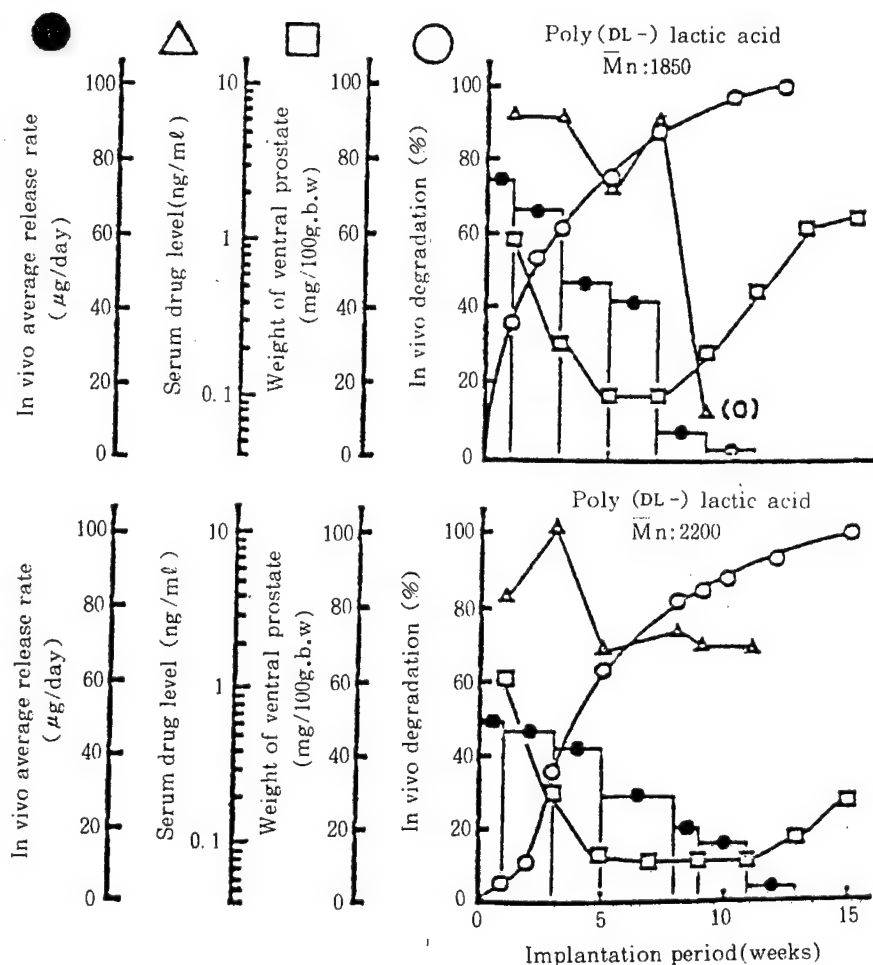 Poly(DL-) lactic acid
M̅n:1850
In vivo average release rate
(μg/day)
100
80
60
40
20
0
Serum drug level(ng/mℓ)
10
1
0.1
Weight of ventral prostate
(mg/100g.b.w)
100
80
60
40
20
0
In vivo degradation (%)
100
80
60
40
20
0
(a)
Poly (DL-) lactic acid
M̅n:2200
In vivo average release rate
(μg/day)
100
80
60
40
20
0
Serum drug level (ng/mℓ)
10
1
0.1
Weight of ventral prostate
(mg/100g.b.w)
100
80
60
40
20
0
In vivo degradation (%)
100
80
60
40
20
0
0 5 10 15
Implantation period(weeks)